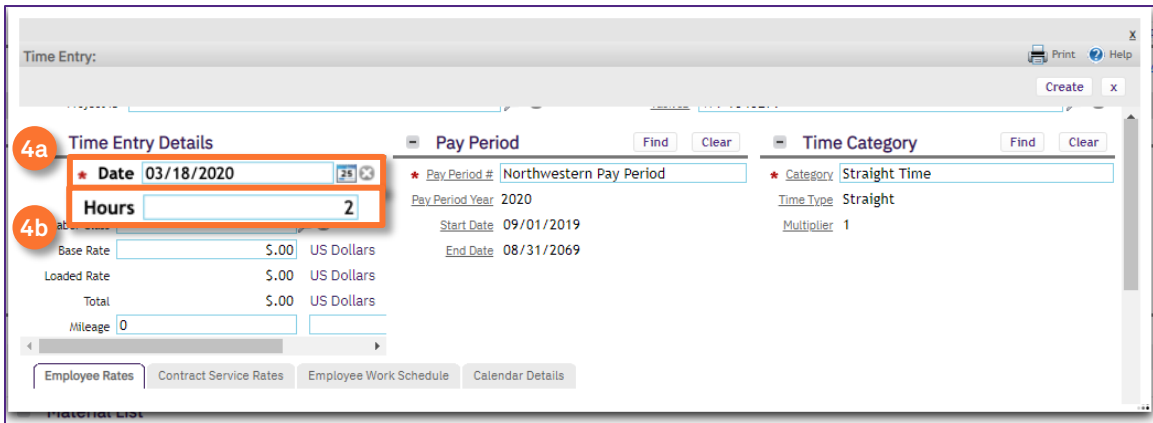 x
Time Entry:
Print
Help
Create
x
4a
Time Entry Details
* Date 03/18/2020
25
4b
Hours 2
Base Rate $.00 US Dollars
Loaded Rate $.00 US Dollars
Total $.00 US Dollars
Mileage 0
Pay Period
Find
Clear
* Pay Period # Northwestern Pay Period
Pay Period Year 2020
Start Date 09/01/2019
End Date 08/31/2069
Time Category
Find
Clear
* Category Straight Time
Time Type Straight
Multiplier 1
Employee Rates
Contract Service Rates
Employee Work Schedule
Calendar Details
Material List